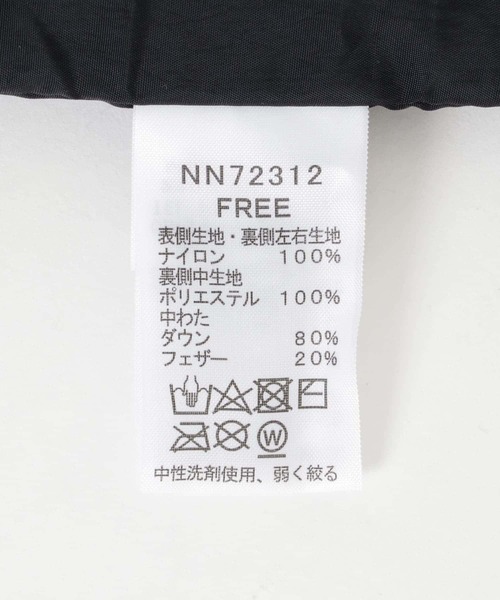 NN72312
FREE
表側生地・裏側左右生地
ナイロン 100%
裏側中生地
ポリエステル 100%
中わた
ダウン 80%
フェザー 20%
W
中性洗剤使用、弱く絞る